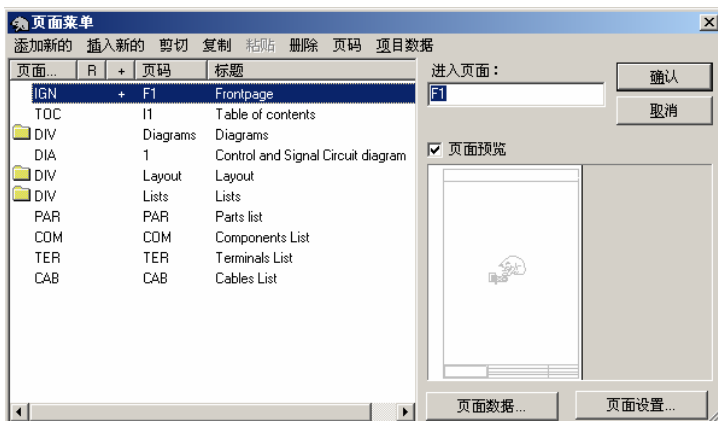 页面菜单
添加新的 插入新的 剪切 复制 粘贴 删除 页码 项目数据
页面... R + 页码 标题
IGN + F1 Frontpage
TOC I1 Table of contents
DIV Diagrams Diagrams
DIA 1 Control and Signal Circuit diagram
DIV Layout Layout
DIV Lists Lists
PAR PAR Parts list
COM COM Components List
TER TER Terminals List
CAB CAB Cables List
进入页面：
F1
确认
取消
页面预览
页面数据...
页面设置...